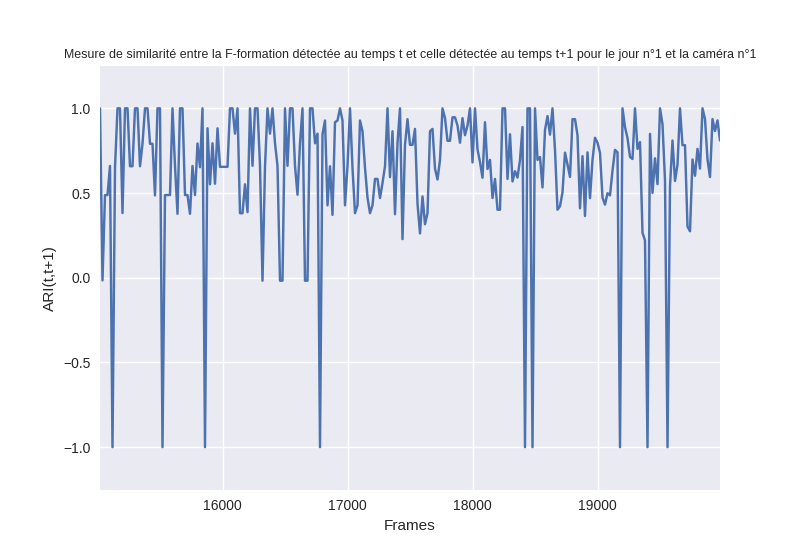 Mesure de similarité entre la F-formation détectée au temps t et celle détectée au temps t+1 pour le jour n°1 et la caméra n°1
1.0
0.5
0.0
−0.5
−1.0
ARI(t,t+1)
16000 17000 18000 19000
Frames